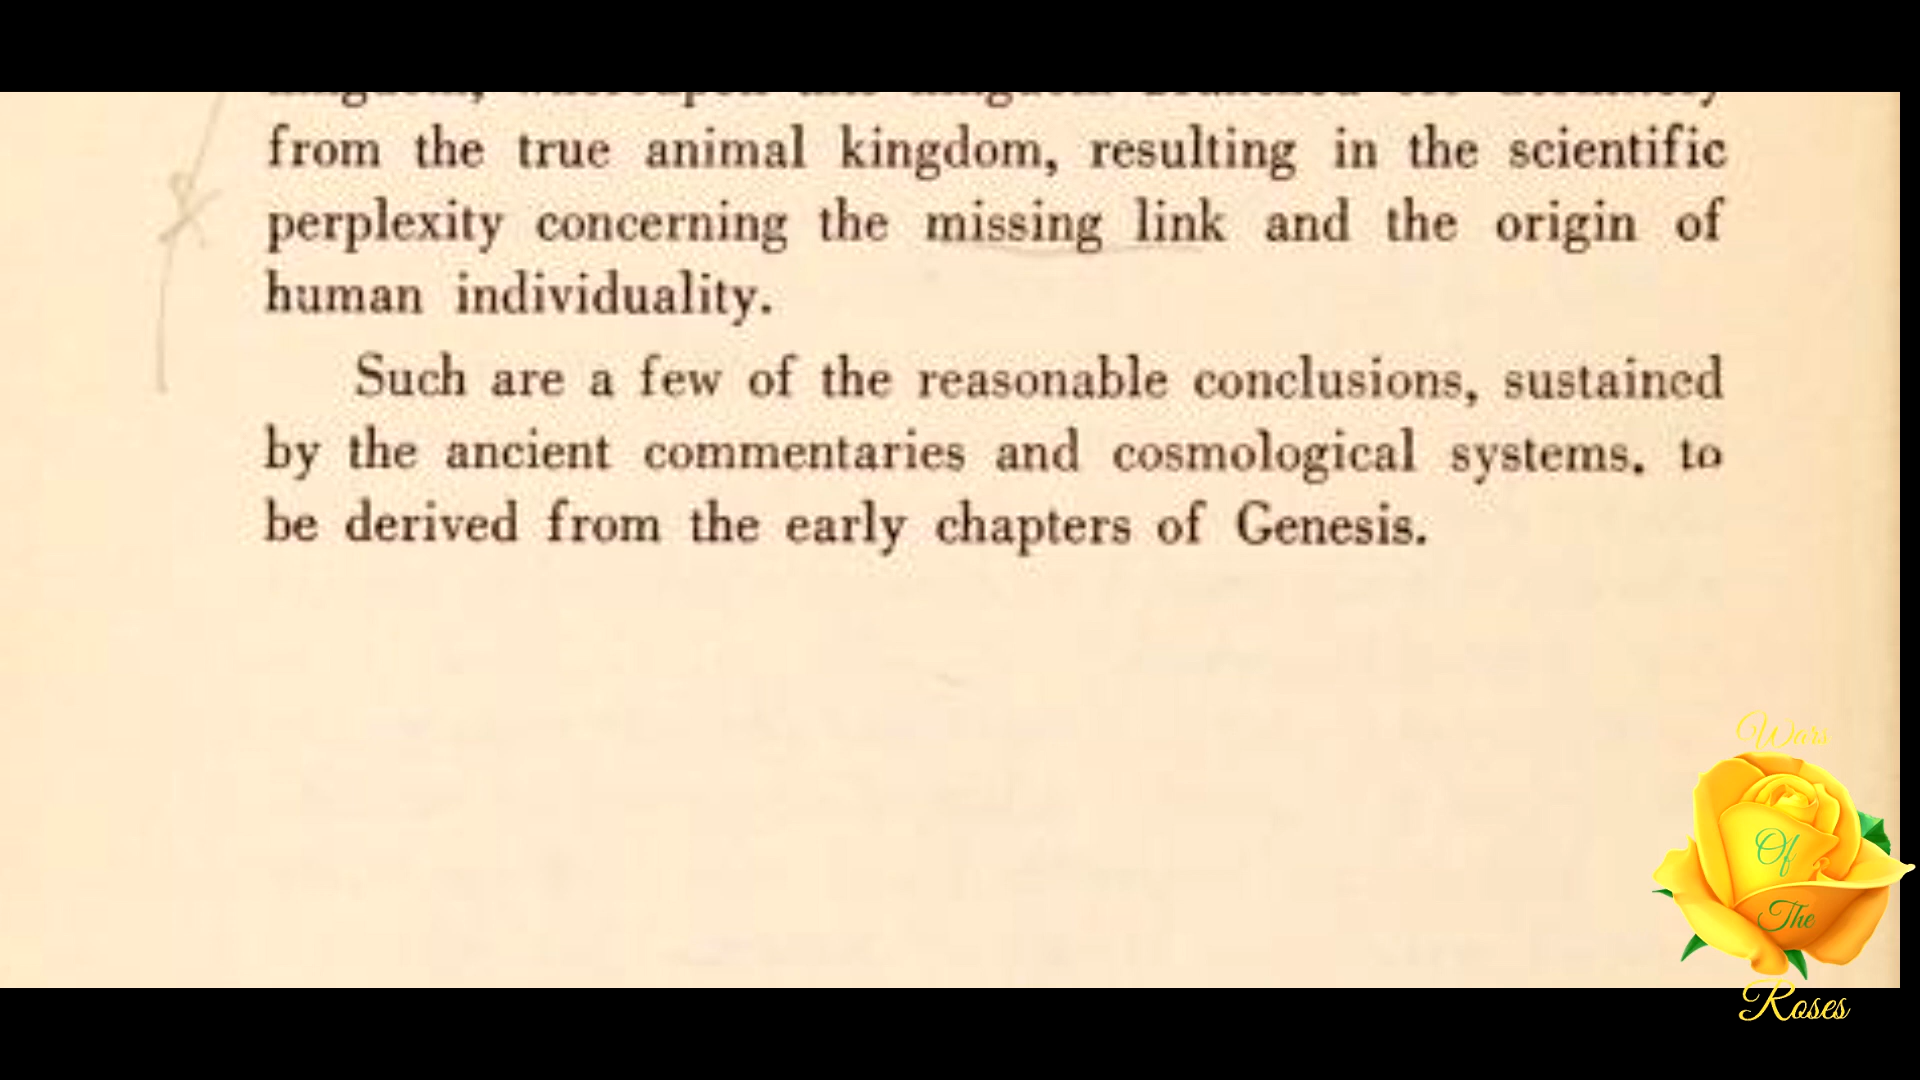 from the true animal kingdom, resulting in the scientific
perplexity concerning the missing link and the origin of
human individuality.
Such are a few of the reasonable conclusions, sustained
by the ancient commentaries and cosmological systems. to
be derived from the early chapters of Genesis.
Wars
Of
The
Roses